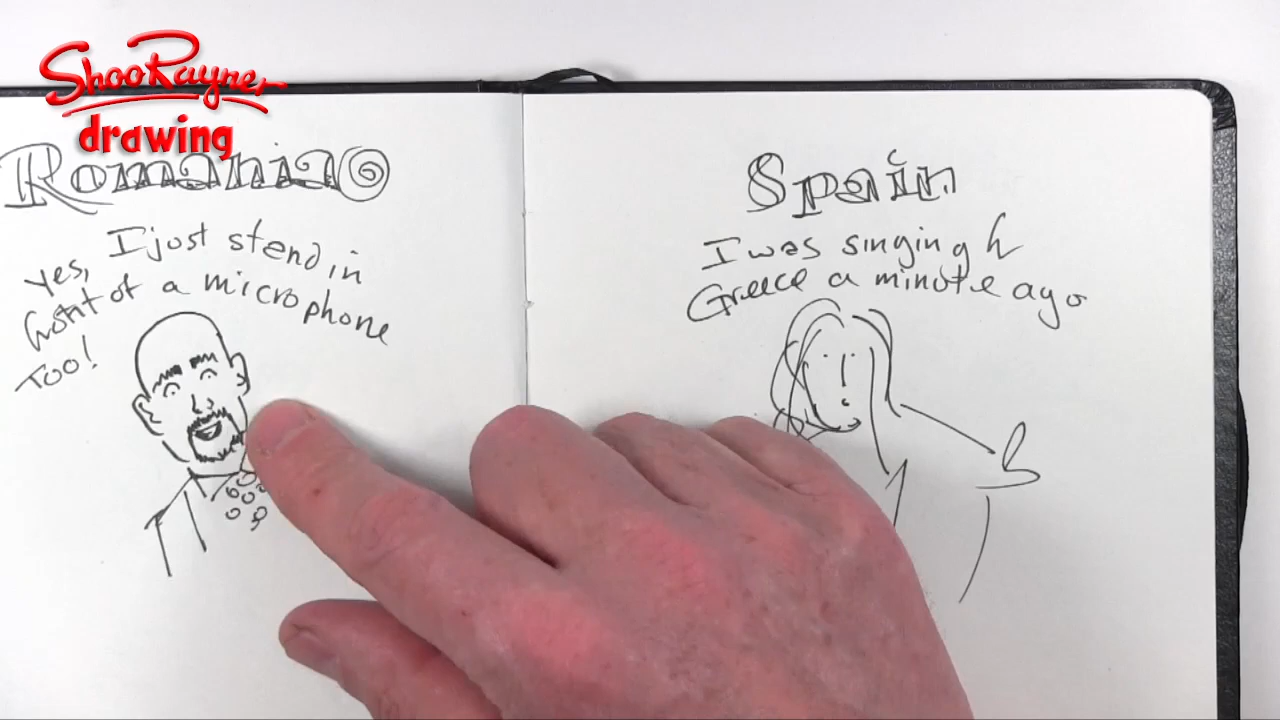 ShooRayner
drawing
Romania
Yes, I just stend in
front of a microphone
Too!
Spain
I was singing
Greece a minute ago